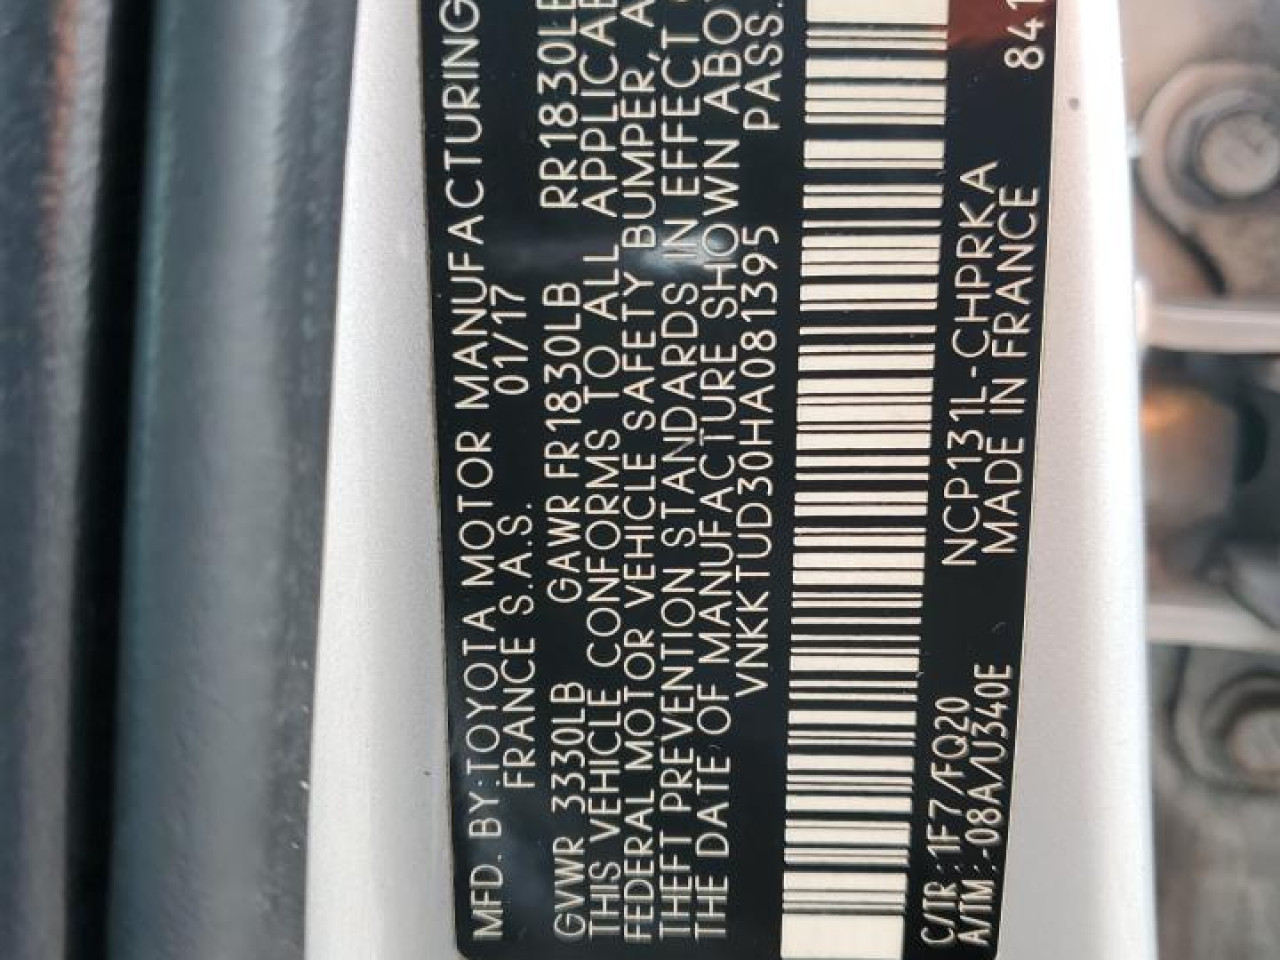 MFD. BY:TOYOTA MOTOR MANUFACTURING
FRANCE S.A.S. 01/17
GVWR 3330LB GAWR FR1830LB RR1830LB
THIS VEHICLE CONFORMS TO ALL APPLICAB
FEDERAL MOTOR VEHICLE SAFETY BUMPER, A
THEFT PREVENTION STANDARDS IN EFFECT
THE DATE OF MANUFACTURE SHOWN ABO
VNKKTUD30HA081395 PASS.
C/TR:1F7/FQ20 NCP131L-CHPRKA
A/TM:-08A/U340E MADE IN FRANCE 841